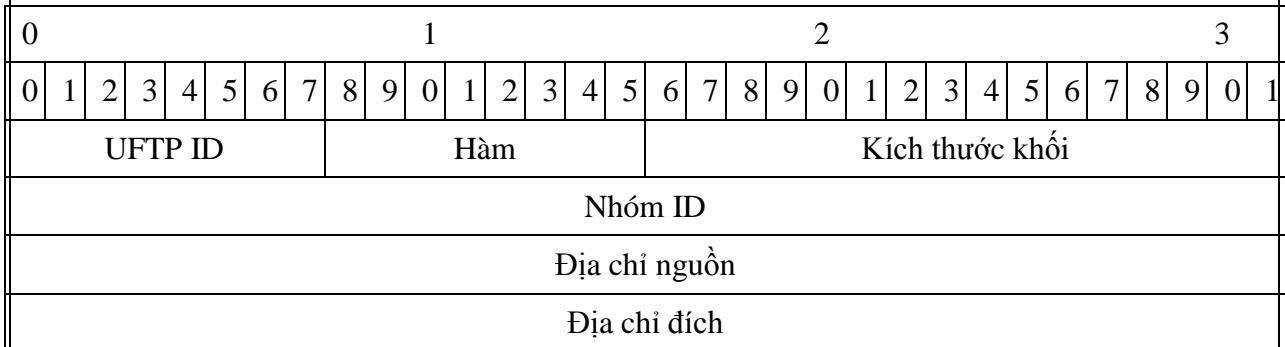 0 1 2 3
0 1 2 3 4 5 6 7 8 9 0 1 2 3 4 5 6 7 8 9 0 1 2 3 4 5 6 7 8 9 0 1
UFTP ID Hàm Kích thước khối
Nhóm ID
Địa chỉ nguồn
Địa chỉ đích